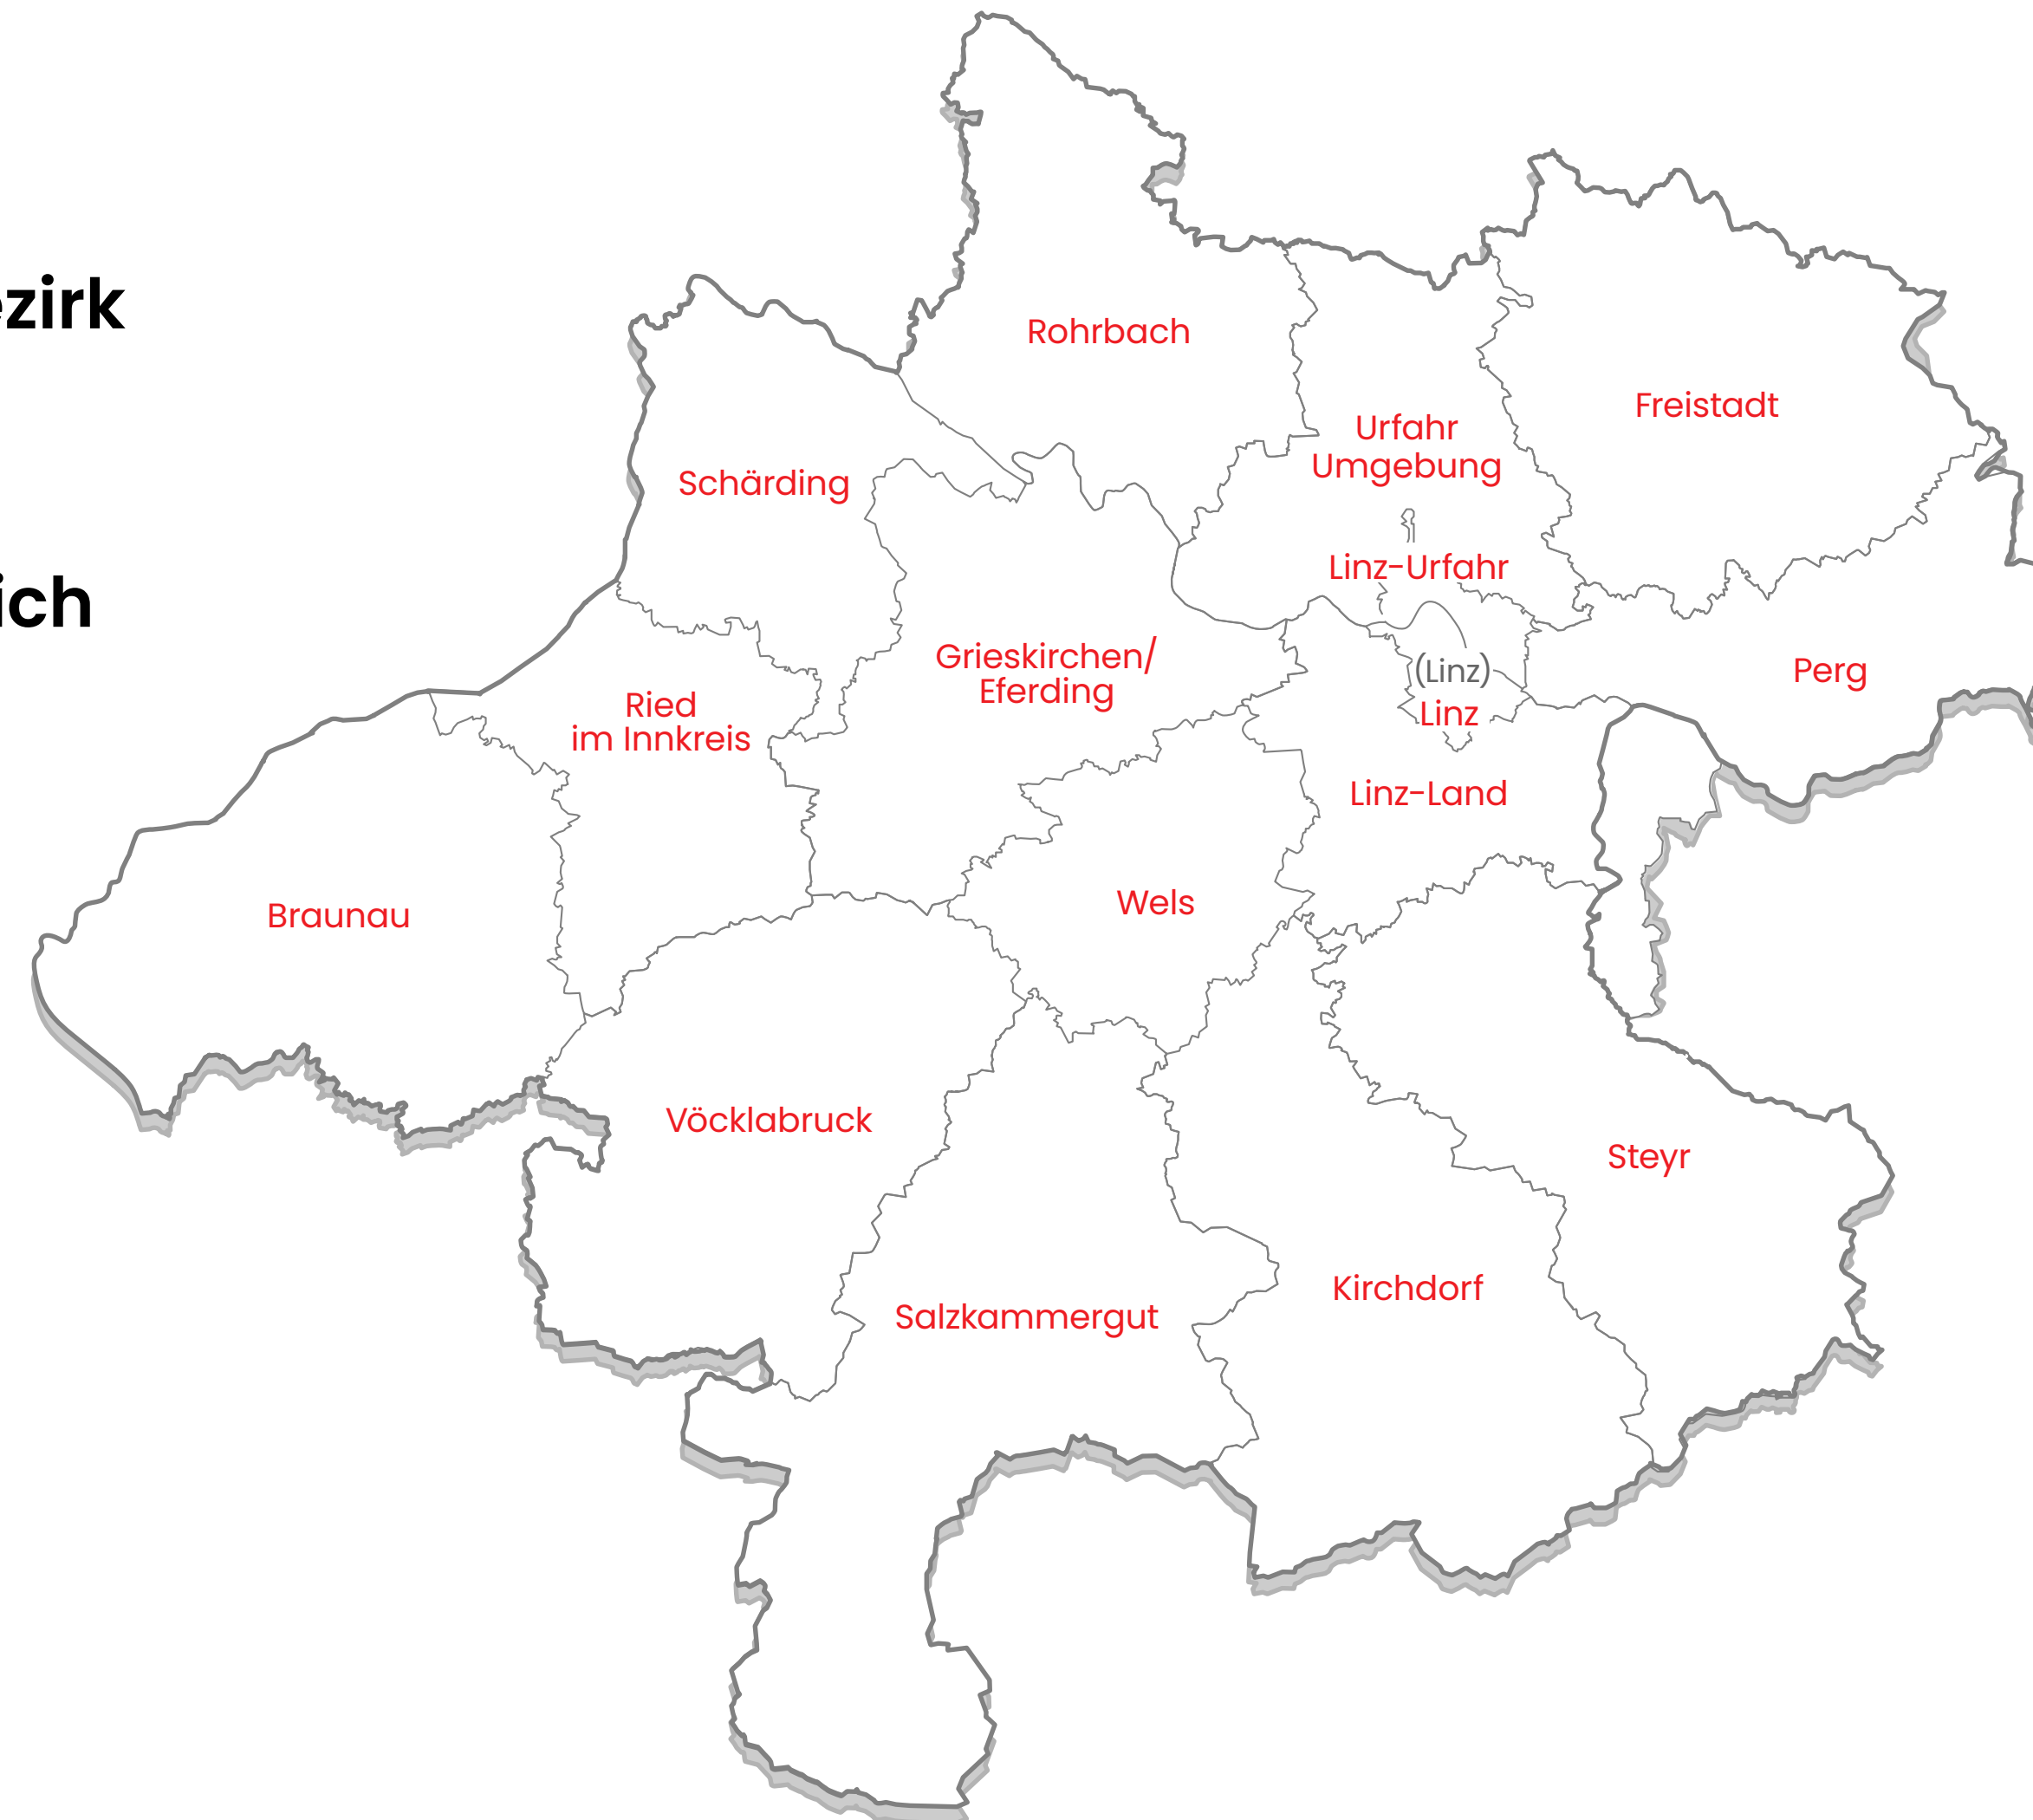 zirk
ich
Rohrbach
Freistadt
Urfahr
Umgebung
Schärding
Linz-Urfahr
Grieskirchen/
Eferding
(Linz)
Perg
Ried
im Innkreis
Linz
Linz-Land
Wels
Braunau
Vöcklabruck
Steyr
Kirchdorf
Salzkammergut